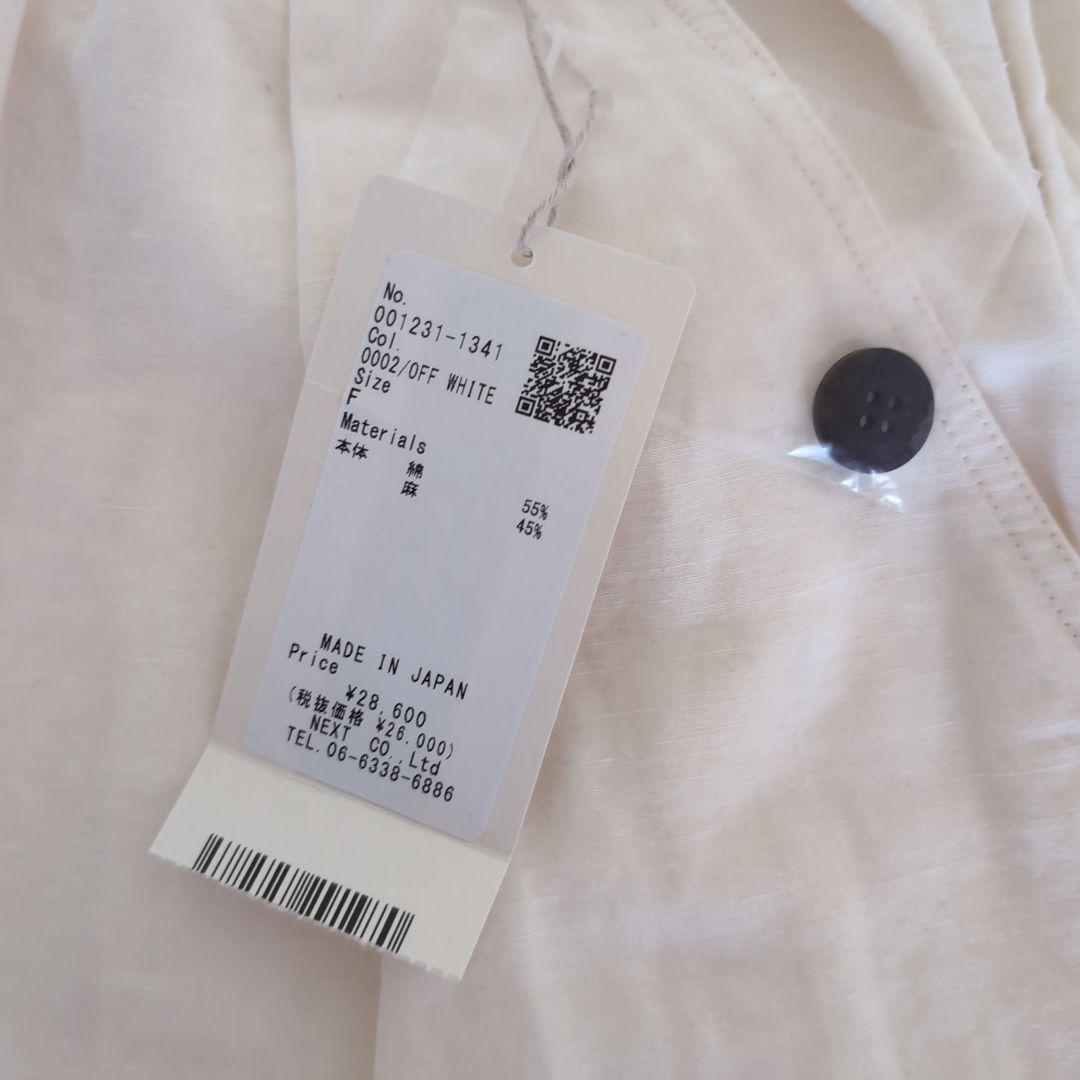 No.
001231-1341
Col.
0002/OFF WHITE
Size
F
Materials
本体 綿 55%
麻 45%
MADE IN JAPAN
Price
¥28,600
(税抜価格 ¥26,000)
NEXT CO.,Ltd
TEL.06-6338-6886